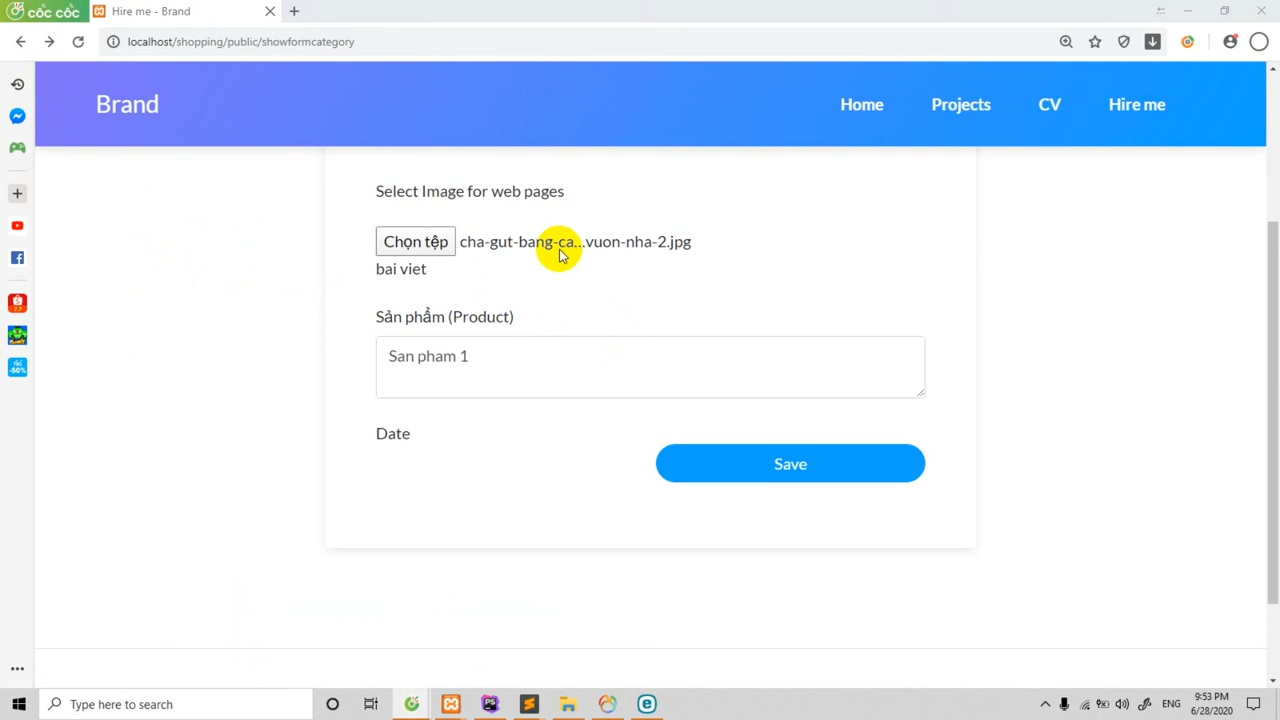 cốc cốc
Hire me - Brand
localhost/shopping/public/showformcategory
Brand
Home
Projects
CV
Hire me
Select Image for web pages
Chọn tệp cha-gut-bang-ca...vuon-nha-2.jpg
bai viet
Sản phẩm (Product)
San pham 1
Date
Save
Type here to search
ENG
9:53 PM
6/28/2020